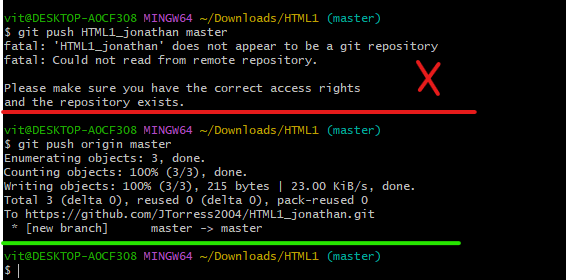 vit@DESKTOP-AOCF3O8 MINGW64 ~/Downloads/HTML1 (master)
$ git push HTML1_jonathan master
fatal: 'HTML1_jonathan' does not appear to be a git repository
fatal: Could not read from remote repository.
Please make sure you have the correct access rights
and the repository exists.
vit@DESKTOP-AOCF3O8 MINGW64 ~/Downloads/HTML1 (master)
$ git push origin master
Enumerating objects: 3, done.
Counting objects: 100% (3/3), done.
Writing objects: 100% (3/3), 215 bytes | 23.00 KiB/s, done.
Total 3 (delta 0), reused 0 (delta 0), pack-reused 0
To https://github.com/JTorress2004/HTML1_jonathan.git
 * [new branch]      master -> master
vit@DESKTOP-AOCF3O8 MINGW64 ~/Downloads/HTML1 (master)
$